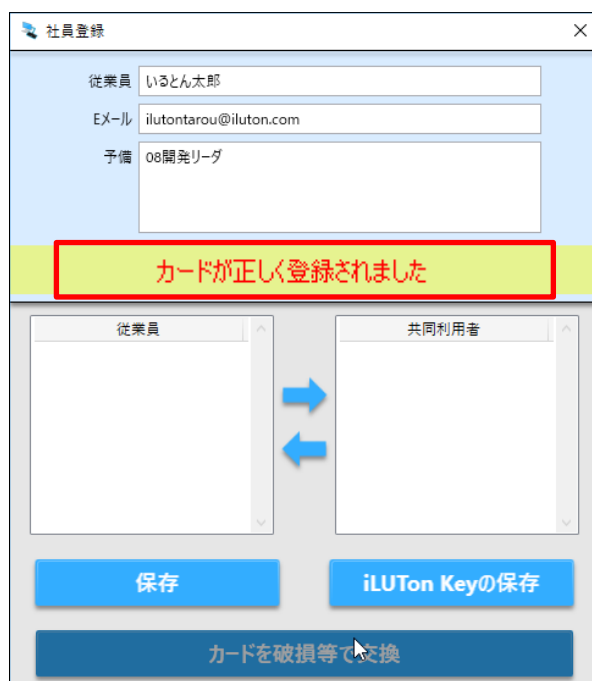 社員登録
従業員 いるとん太郎
Eメール ilutontarou@iluton.com
予備 08開発リーダ
カードが正しく登録されました
従業員 共同利用者
保存 iLUTon Keyの保存
カードを破損等で交換